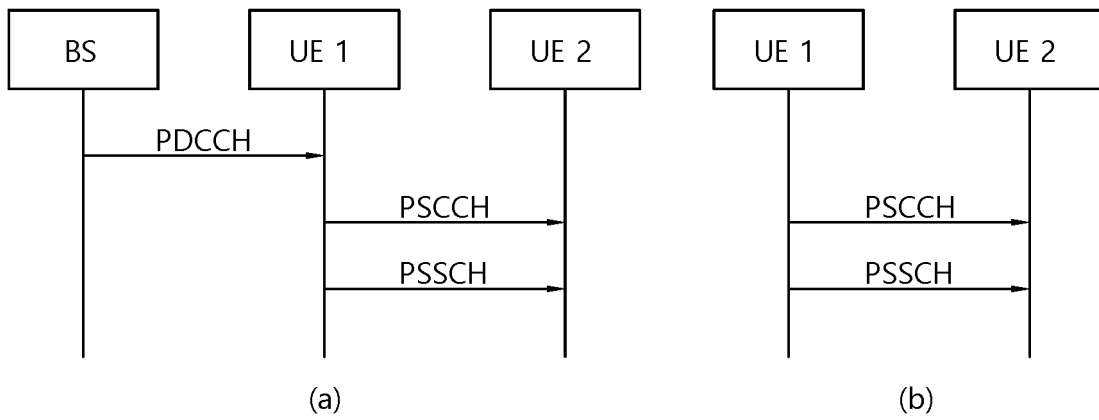 BS UE 1 UE 2 UE 1 UE 2
PDCCH
PSCCH PSCCH
PSSCH PSSCH
(a) (b)